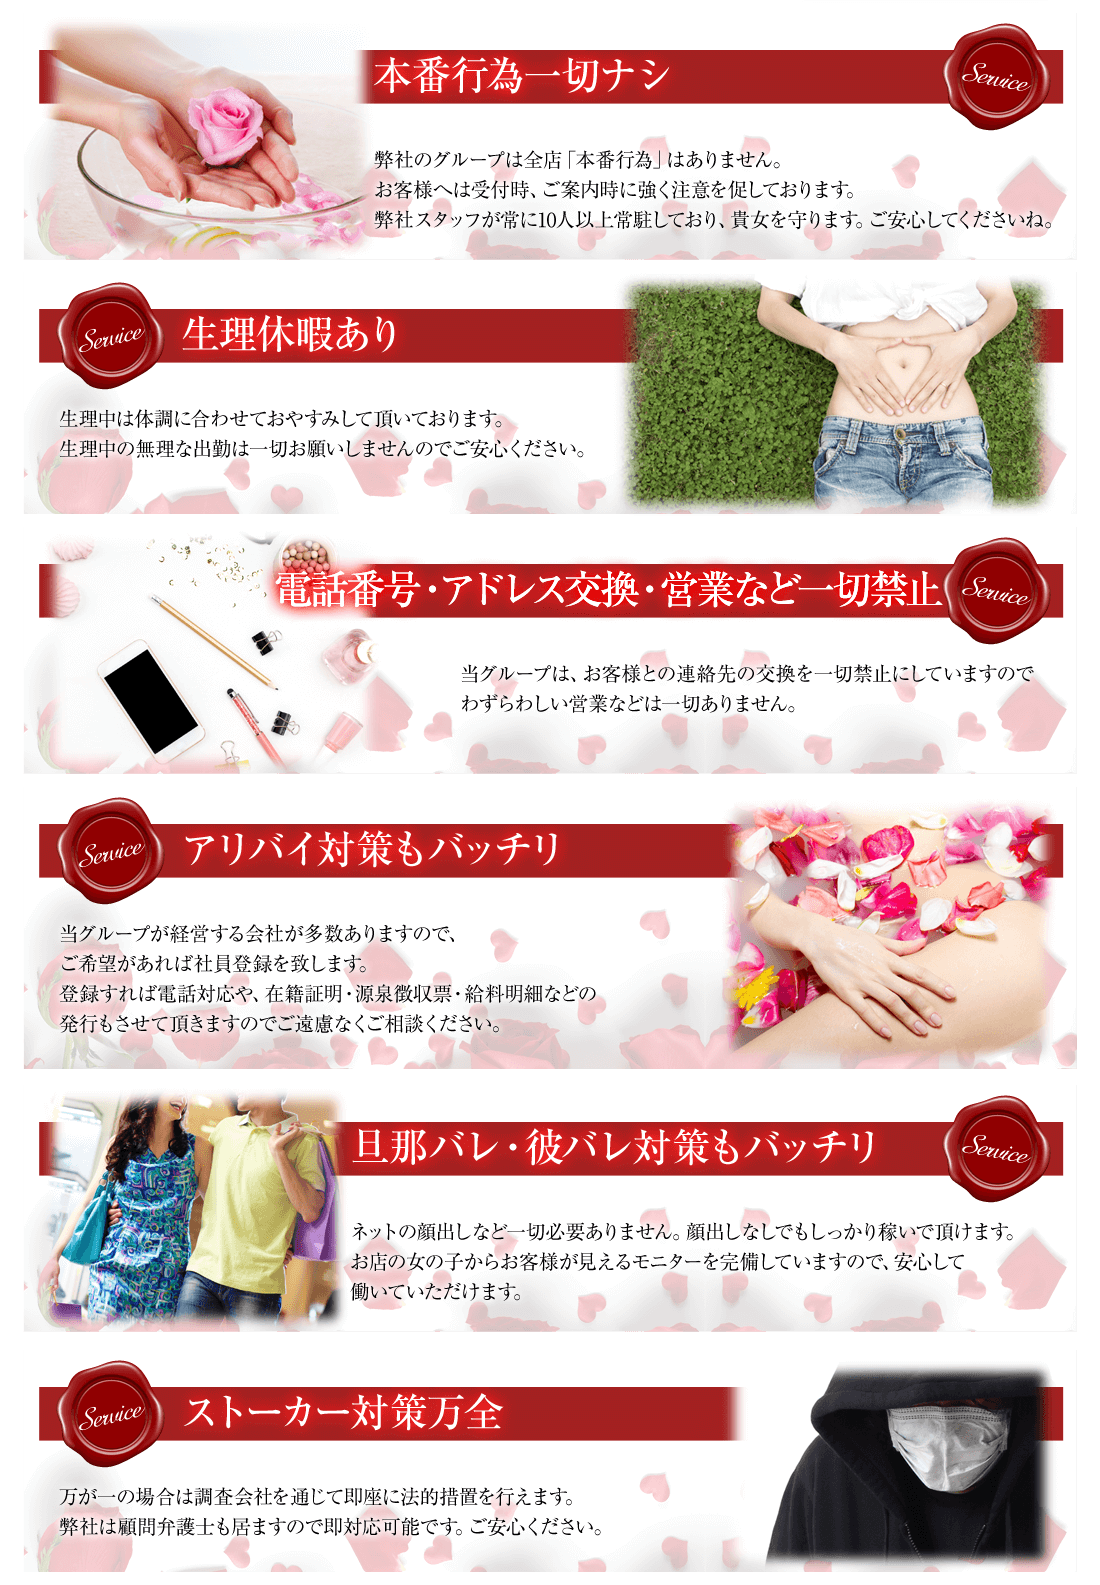 本番行為一切ナシ
Service
弊社のグループは全店「本番行為」はありません。
お客様へは受付時、ご案内時に強く注意を促しております。
弊社スタッフが常に10人以上常駐しており、貴女を守ります。ご安心してくださいね。
Service
生理休暇あり
生理中は体調に合わせておやすみして頂いております。
生理中の無理な出勤は一切お願いしませんのでご安心ください。
電話番号・アドレス交換・営業など一切禁止
Service
当グループは、お客様との連絡先の交換を一切禁止にしていますので
わずらわしい営業などは一切ありません。
Service
アリバイ対策もバッチリ
当グループが経営する会社が多数ありますので、
ご希望があれば社員登録を致します。
登録すれば電話対応や、在籍証明・源泉徴収票・給料明細などの
発行もさせて頂きますのでご遠慮なくご相談ください。
旦那バレ・彼バレ対策もバッチリ
Service
ネットの顔出しなど一切必要ありません。顔出しなしでもしっかり稼いで頂けます。
お店の女の子からお客様が見えるモニターを完備していますので、安心して
働いていただけます。
Service
ストーカー対策万全
万が一の場合は調査会社を通じて即座に法的措置を行えます。
弊社は顧問弁護士も居ますので即対応可能です。ご安心ください。